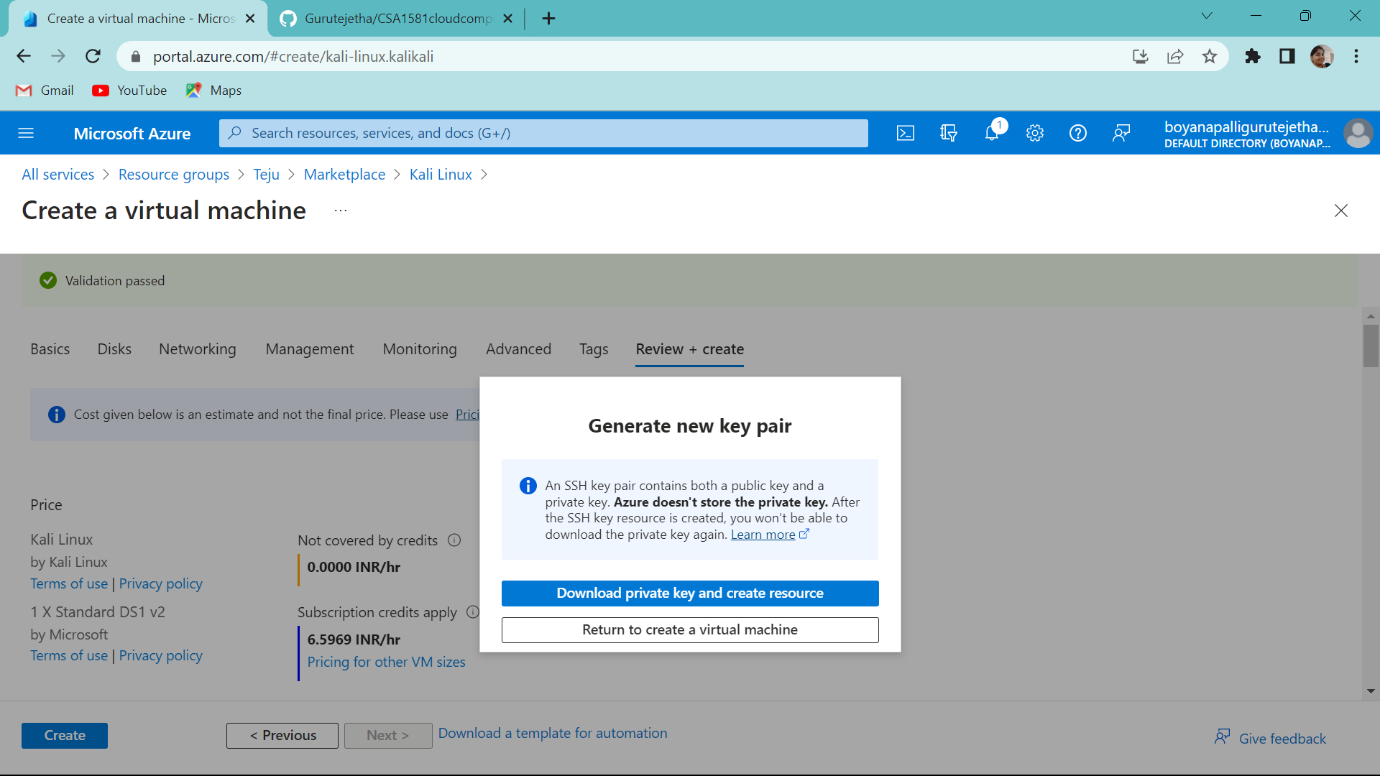 Create a virtual machine - Micros
Gurutejetha/CSA1581cloudcomp
portal.azure.com/#create/kali-linux.kalikali
Gmail
YouTube
Maps
Microsoft Azure
Search resources, services, and docs (G+/)
1
boyanapalligurutejetha...
DEFAULT DIRECTORY (BOYANAP...
All services > Resource groups > Teju > Marketplace > Kali Linux >
Create a virtual machine ...
Validation passed
Basics Disks Networking Management Monitoring Advanced Tags Review + create
Cost given below is an estimate and not the final price. Please use Prici
Generate new key pair
An SSH key pair contains both a public key and a
private key. Azure doesn't store the private key. After
the SSH key resource is created, you won't be able to
download the private key again. Learn more
Download private key and create resource
Return to create a virtual machine
Price
Kali Linux
by Kali Linux
Terms of use | Privacy policy
Not covered by credits
0.0000 INR/hr
1 X Standard DS1 v2
by Microsoft
Terms of use | Privacy policy
Subscription credits apply
6.5969 INR/hr
Pricing for other VM sizes
Create
< Previous
Next >
Download a template for automation
Give feedback